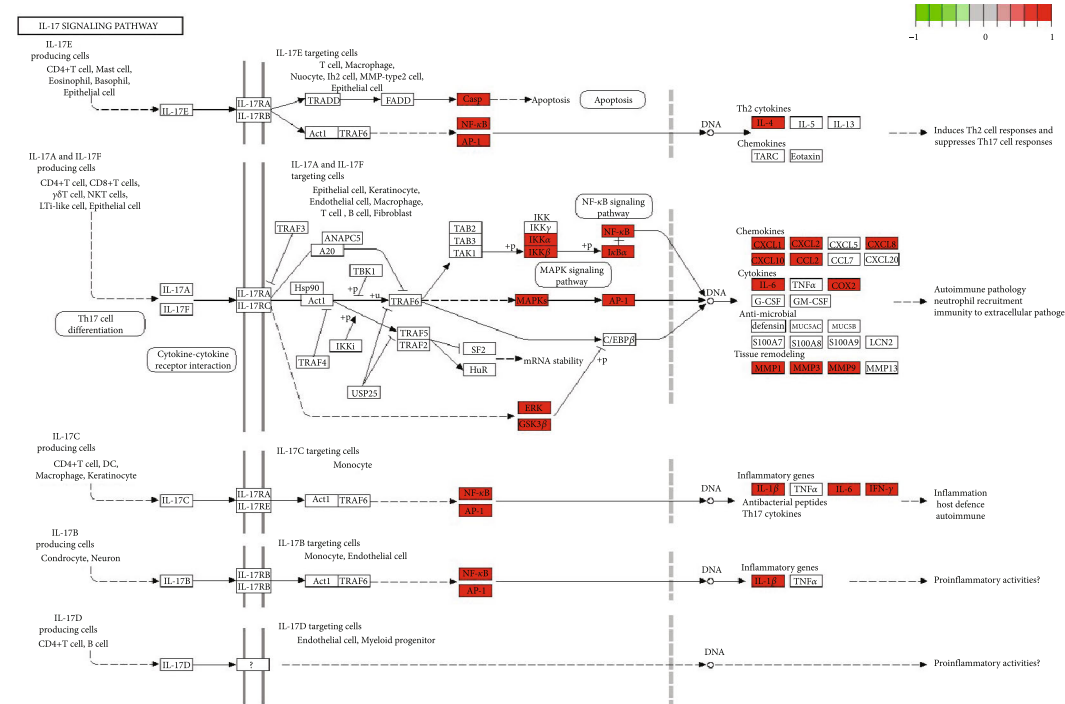 IL-17 SIGNALING PATHWAY
−1
0
1
IL-17E
producing cells
CD4+T cell, Mast cell,
Eosinophil, Basophil,
Epithelial cell
IL-17E
IL-17RA
IL-17RB
IL-17E targeting cells
T cell, Macrophage,
Nuocyte, Ih2 cell, MMP-type2 cell,
Epithelial cell
TRADD
FADD
Casp
Apoptosis
Apoptosis
Act1
TRAF6
NF-κB
AP-1
DNA
Th2 cytokines
IL-4
IL-5
IL-13
Chemokines
TARC
Eotaxin
Induces Th2 cell responses and
suppresses Th17 cell responses
IL-17A and IL-17F
producing cells
CD4+T cell, CD8+T cells,
γδT cell, NKT cells,
LTi-like cell, Epithelial cell
IL-17A
IL-17F
Th17 cell
differentiation
Cytokine-cytokine
receptor interaction
IL-17RA
IL-17RC
IL-17A and IL-17F
targeting cells
Epithelial cell, Keratinocyte,
Endothelial cell, Macrophage,
T cell , B cell, Fibroblast
TRAF3
ANAPC5
A20
TBK1
Hsp90
Act1
+p
+u
TRAF6
+p
IKKi
TRAF4
TRAF5
TRAF2
USP25
SF2
HuR
mRNA stability
TAB2
TAB3
TAK1
+p
IKK
IKKγ
IKKα
IKKβ
+p
NF-κB signaling
pathway
NF-κB
IκBα
MAPK signaling
pathway
MAPKs
AP-1
C/EBPβ
+p
ERK
GSK3β
DNA
Chemokines
CXCL1
CXCL2
CXCL5
CXCL8
CXCL10
CCL2
CCL7
CXCL20
Cytokines
IL-6
TNFα
COX2
G-CSF
GM-CSF
Anti-microbial
defensin
MUC5AC
MUC5B
S100A7
S100A8
S100A9
LCN2
Tissue remodeling
MMP1
MMP3
MMP9
MMP13
Autoimmune pathology
neutrophil recruitment
immunity to extracellular pathoge
IL-17C
producing cells
CD4+T cell, DC,
Macrophage, Keratinocyte
IL-17C
IL-17RA
IL-17RE
IL-17C targeting cells
Monocyte
Act1
TRAF6
NF-κB
AP-1
DNA
Inflammatory genes
IL-1β
TNFα
IL-6
IFN-γ
Antibacterial peptides
Th17 cytokines
Inflammation
host defence
autoimmune
IL-17B
producing cells
Condrocyte, Neuron
IL-17B
IL-17RB
IL-17RB
IL-17B targeting cells
Monocyte, Endothelial cell
Act1
TRAF6
NF-κB
AP-1
DNA
Inflammatory genes
IL-1β
TNFα
Proinflammatory activities?
IL-17D
producing cells
CD4+T cell, B cell
IL-17D
?
IL-17D targeting cells
Endothelial cell, Myeloid progenitor
DNA
Proinflammatory activities?